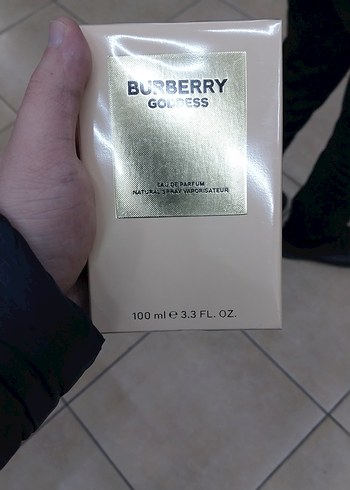 BURBERRY
GODDESS
EAU DE PARFUM
NATURAL SPRAY VAPORISATEUR
100 ml ℮ 3.3 FL. OZ.